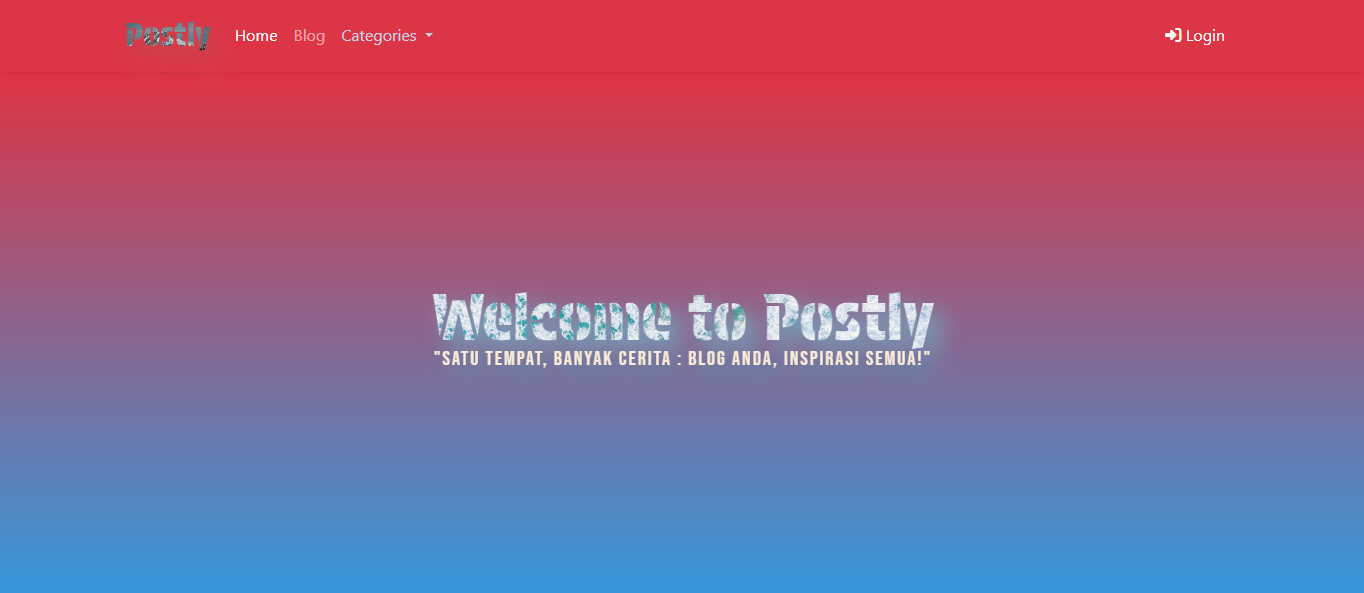 Postly Home Blog Categories Login
Welcome to Postly
"SATU TEMPAT, BANYAK CERITA : BLOG ANDA, INSPIRASI SEMUA!"